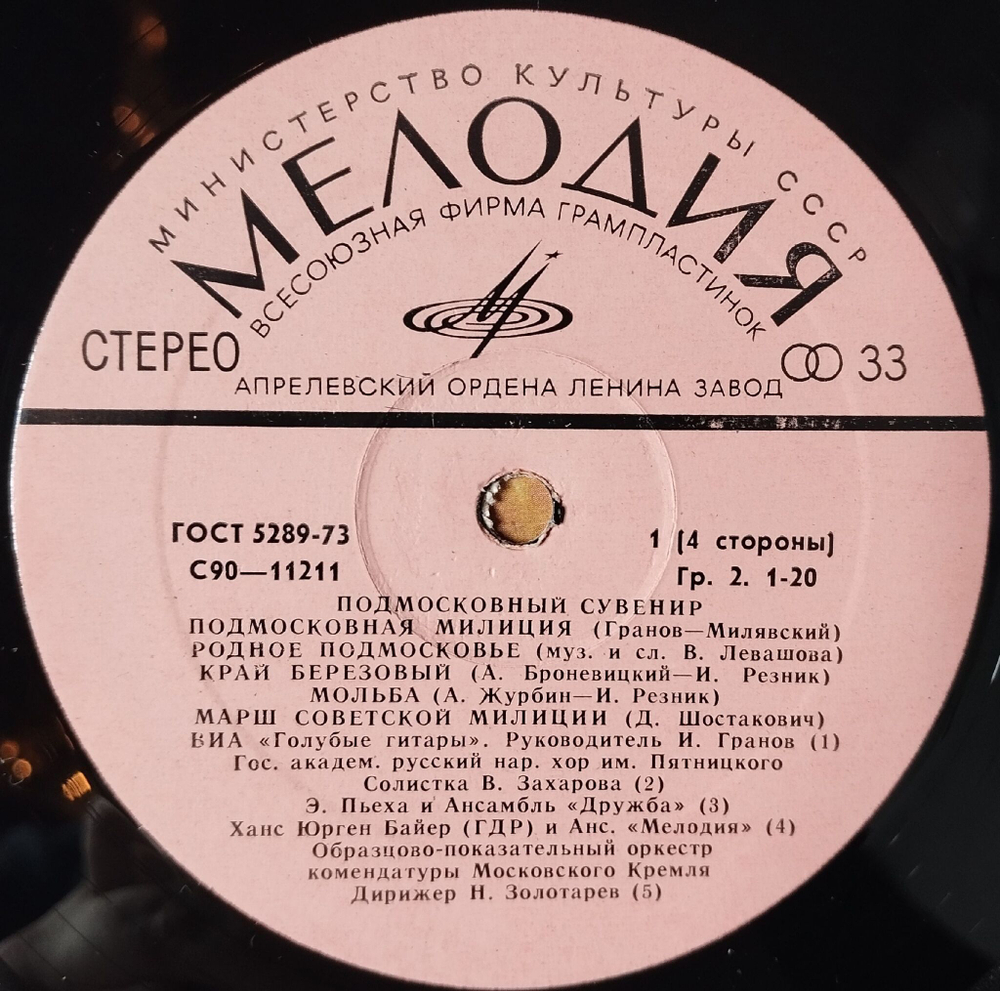 МИНИСТЕРСТВО КУЛЬТУРЫ СССР
МЕЛОДИЯ
ВСЕСОЮЗНАЯ ФИРМА ГРАМПЛАСТИНОК
СТЕРЕО
33
АПРЕЛЕВСКИЙ ОРДЕНА ЛЕНИНА ЗАВОД
ГОСТ 5289-73
1 (4 стороны)
С90—11211
Гр. 2. 1-20
ПОДМОСКОВНЫЙ СУВЕНИР
ПОДМОСКОВНАЯ МИЛИЦИЯ (Гранов—Милявский)
РОДНОЕ ПОДМОСКОВЬЕ (муз. и сл. В. Левашова)
КРАЙ БЕРЕЗОВЫЙ (А. Броневицкий—И. Резник)
МОЛЬБА (А. Журбин—И. Резник)
МАРШ СОВЕТСКОЙ МИЛИЦИИ (Д. Шостакович)
ВИА «Голубые гитары». Руководитель И. Гранов (1)
Гос. академ. русский нар. хор им. Пятницкого
Солистка В. Захарова (2)
Э. Пьеха и Ансамбль «Дружба» (3)
Ханс Юрген Байер (ГДР) и Анс. «Мелодия» (4)
Образцово-показательный оркестр
комендатуры Московского Кремля
Дирижер Н. Золотарев (5)